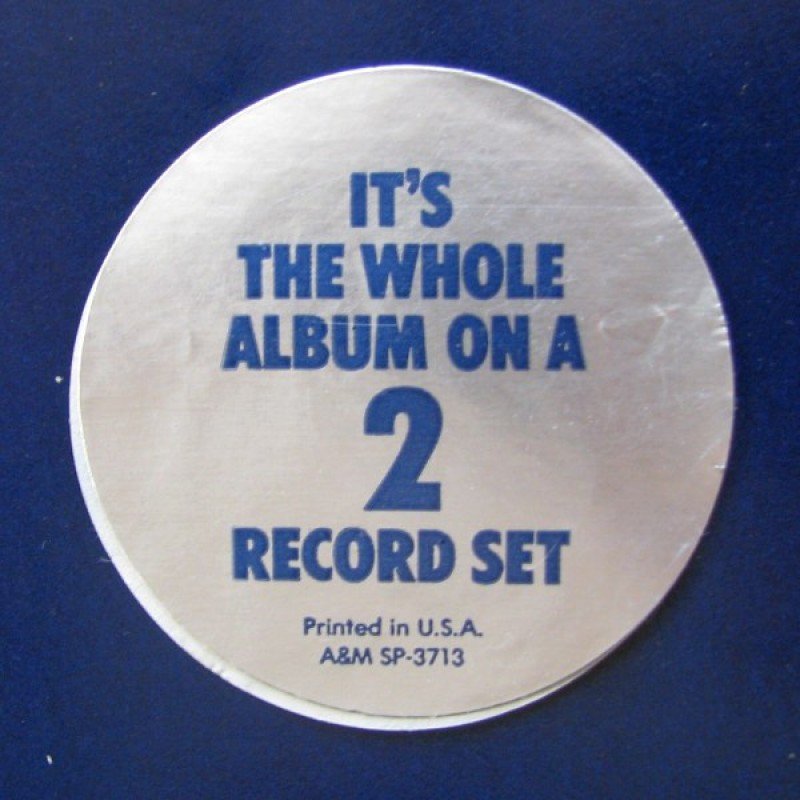 IT'S
THE WHOLE
ALBUM ON A
2
RECORD SET
Printed in U.S.A.
A&M SP-3713